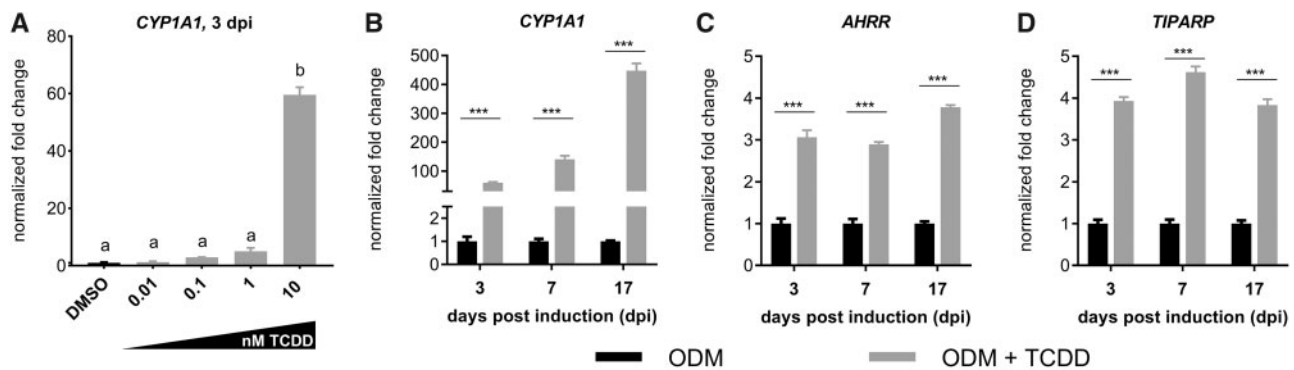 A
CYP1A1, 3 dpi
normalized fold change
80
60
40
20
0
a
a
a
a
b
DMSO
0.01
0.1
1
10
nM TCDD
B
CYP1A1
normalized fold change
500
400
300
200
100
2
1
0
***
***
***
3
7
17
days post induction (dpi)
C
AHRR
normalized fold change
5
4
3
2
1
0
***
***
***
3
7
17
days post induction (dpi)
D
TIPARP
normalized fold change
5
4
3
2
1
0
***
***
***
3
7
17
days post induction (dpi)
ODM
ODM + TCDD